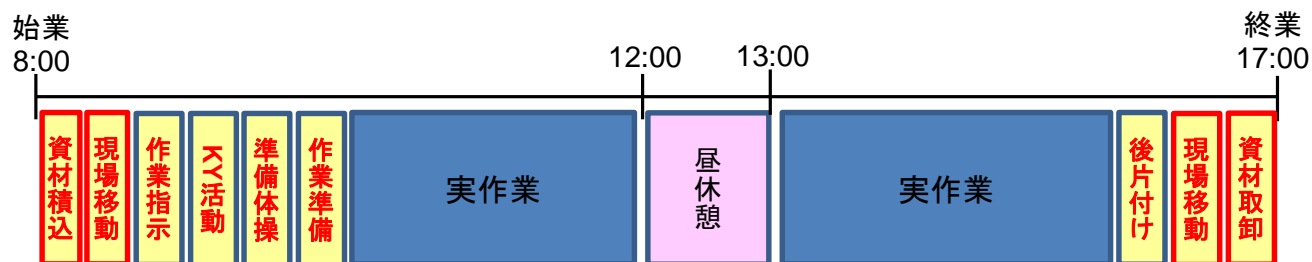 始業
8:00
12:00
13:00
終業
17:00
資材積込
現場移動
作業指示
KY活動
準備体操
作業準備
実作業
昼休憩
実作業
後片付け
現場移動
資材取卸